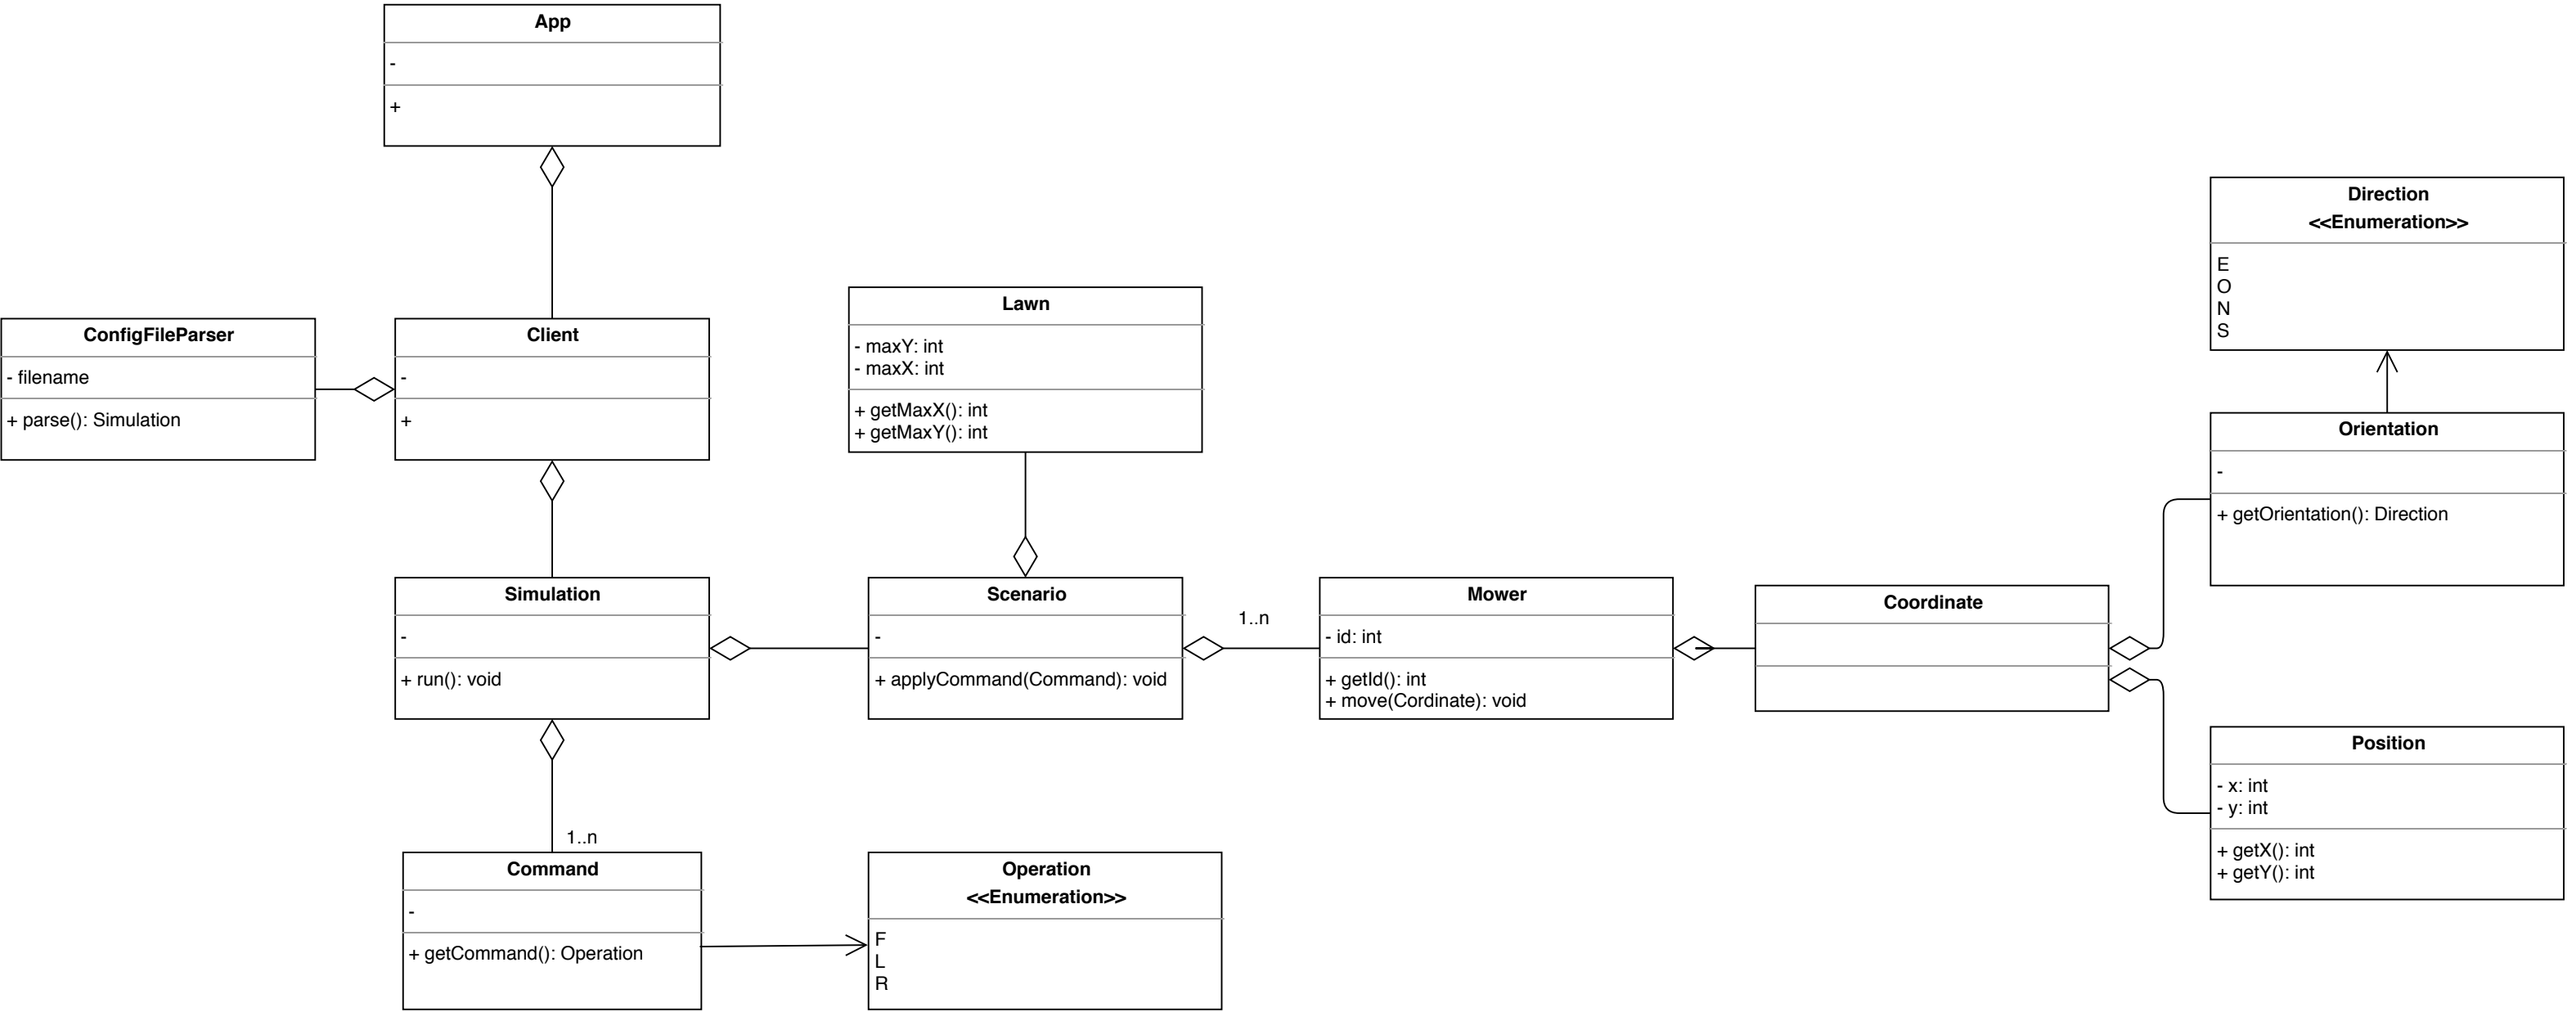 App
-
+
ConfigFileParser
- filename
+ parse(): Simulation
Client
-
+
Lawn
- maxY: int
- maxX: int
+ getMaxX(): int
+ getMaxY(): int
Direction
<<Enumeration>>
E
O
N
S
Orientation
-
+ getOrientation(): Direction
Simulation
-
+ run(): void
Scenario
-
+ applyCommand(Command): void
1..n
Mower
- id: int
+ getId(): int
+ move(Cordinate): void
Coordinate
Position
- x: int
- y: int
+ getX(): int
+ getY(): int
1..n
Command
-
+ getCommand(): Operation
Operation
<<Enumeration>>
F
L
R